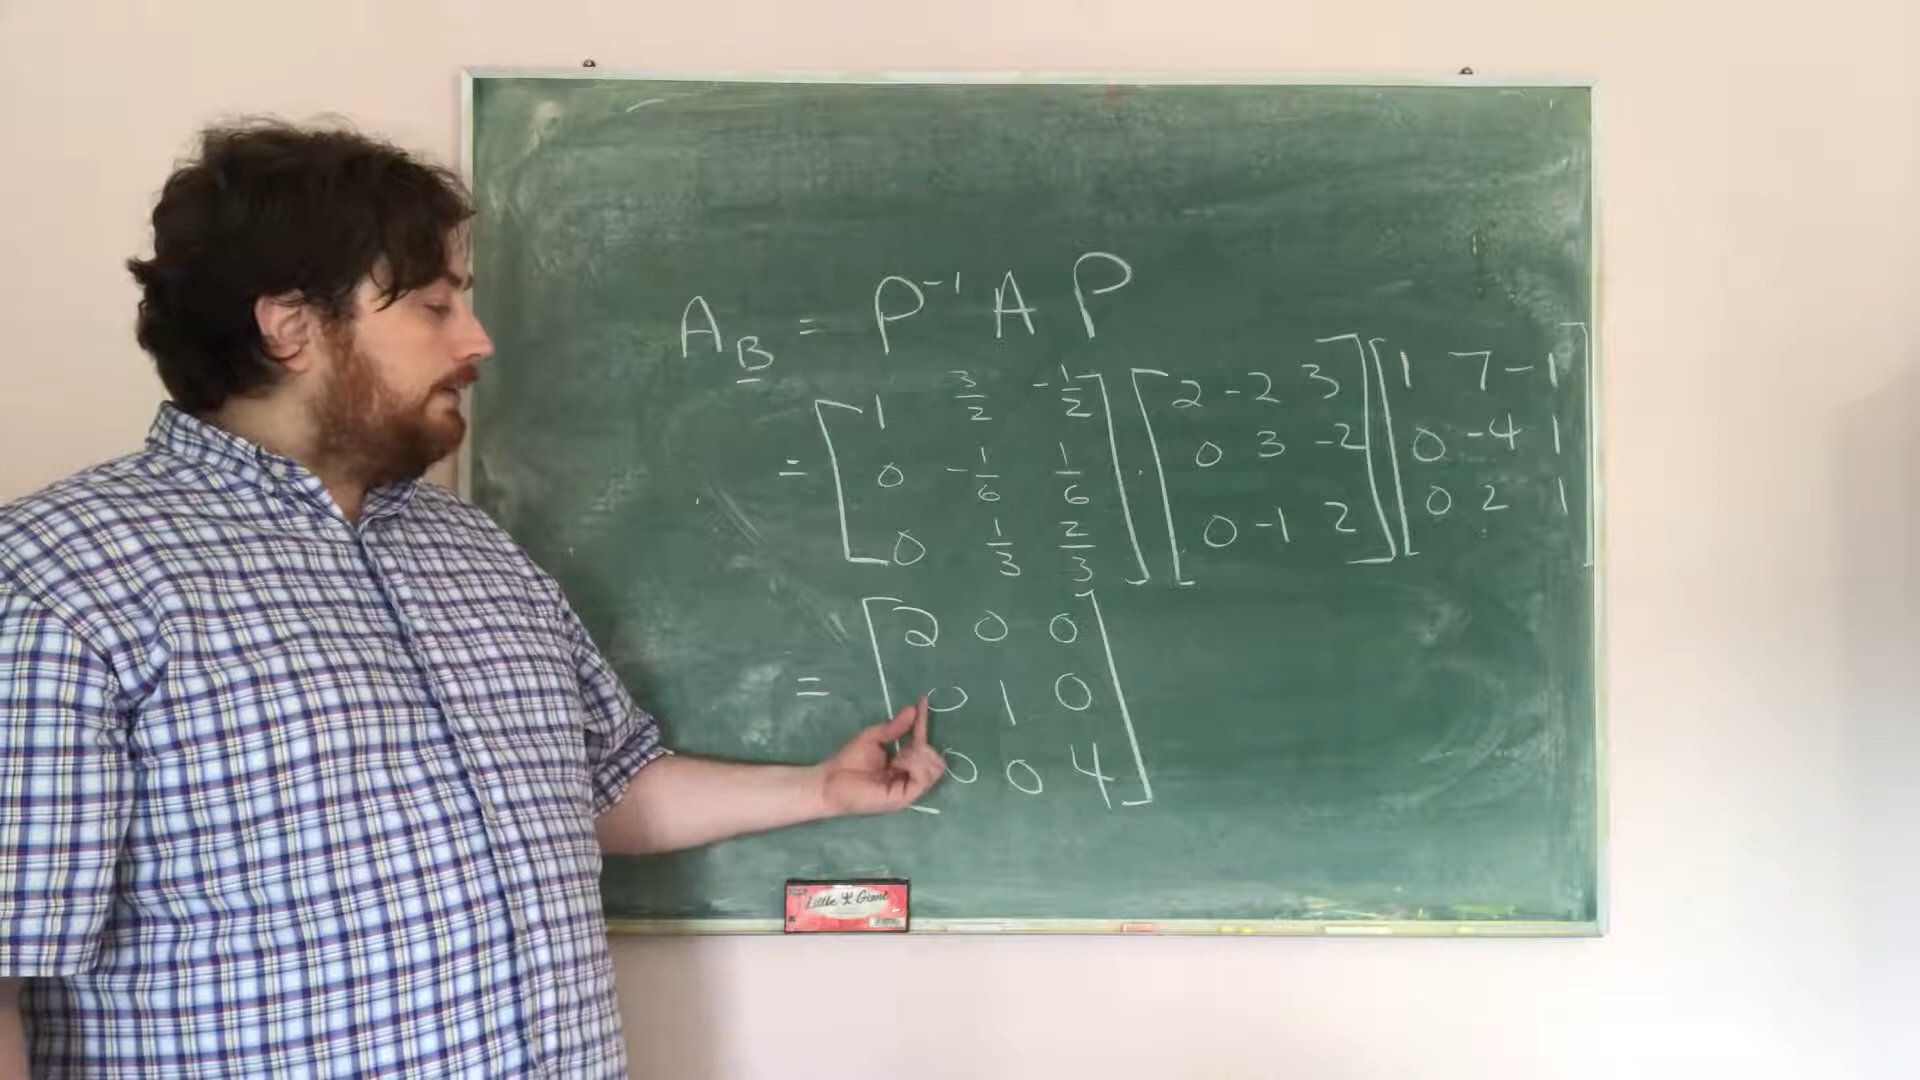 A_B = P⁻¹ A P
= [1 3/2 -1/2; 0 -1/6 1/6; 0 1/3 2/3] · [2 -2 3; 0 3 -2; 0 -1 2] [1 7 -1; 0 -4 1; 0 2 1]
= [2 0 0; 0 1 0; 0 0 4]
Little Giant